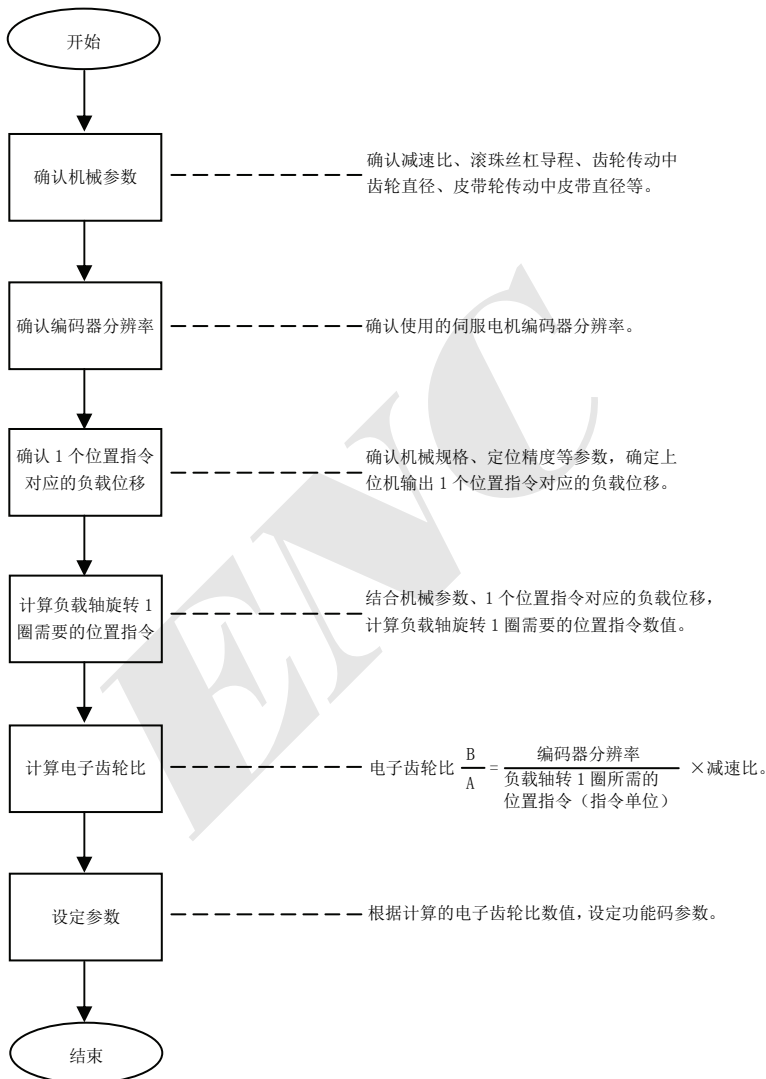 开始
确认机械参数
确认减速比、滚珠丝杠导程、齿轮传动中
齿轮直径、皮带轮传动中皮带直径等。
确认编码器分辨率
确认使用的伺服电机编码器分辨率。
确认 1 个位置指令
对应的负载位移
确认机械规格、定位精度等参数，确定上
位机输出 1 个位置指令对应的负载位移。
计算负载轴旋转 1
圈需要的位置指令
结合机械参数、1 个位置指令对应的负载位移，
计算负载轴旋转 1 圈需要的位置指令数值。
计算电子齿轮比
电子齿轮比 B/A = 编码器分辨率
负载轴转 1 圈所需的
位置指令（指令单位）
×减速比。
设定参数
根据计算的电子齿轮比数值，设定功能码参数。
结束
ENC